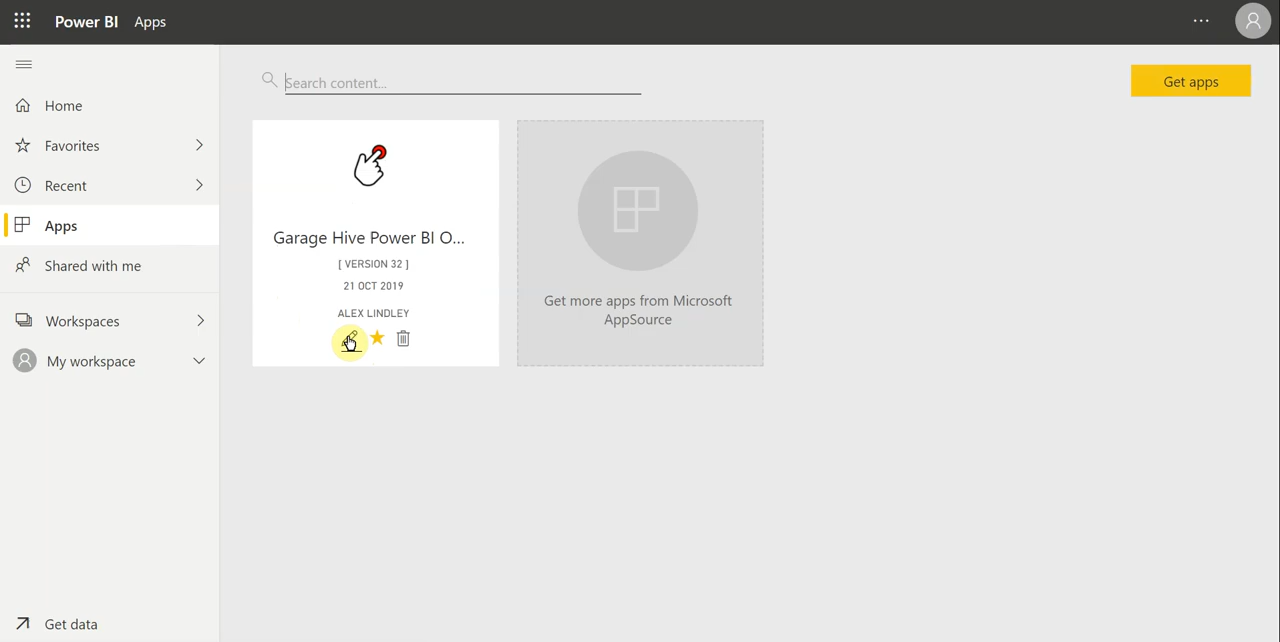 Power BI Apps
Search content...
Get apps
Home
Favorites
Recent
Apps
Shared with me
Workspaces
My workspace
Get data
Garage Hive Power BI O...
[ VERSION 32 ]
21 OCT 2019
ALEX LINDLEY
Get more apps from Microsoft
AppSource